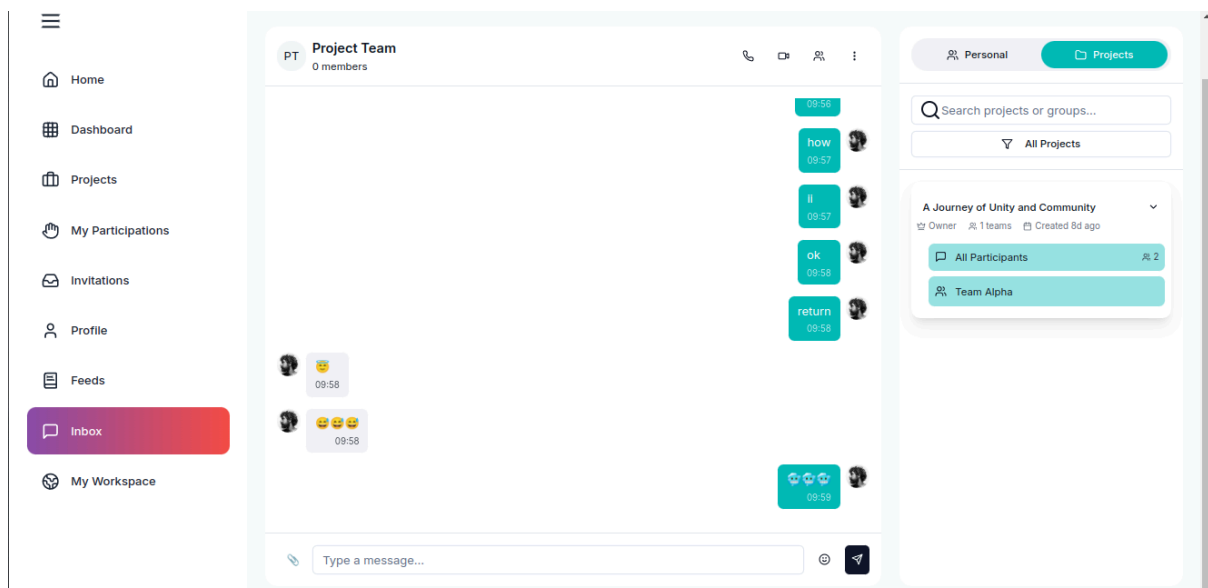 Home
Dashboard
Projects
My Participations
Invitations
Profile
Feeds
Inbox
My Workspace
PT
Project Team
0 members
09:56
how
09:57
ii
09:57
ok
09:58
return
09:58
😇
09:58
😅😅😅
09:58
🥶🥶🥶
09:59
Type a message...
Personal
Projects
Search projects or groups...
All Projects
A Journey of Unity and Community
Owner 1 teams Created 8d ago
All Participants 2
Team Alpha